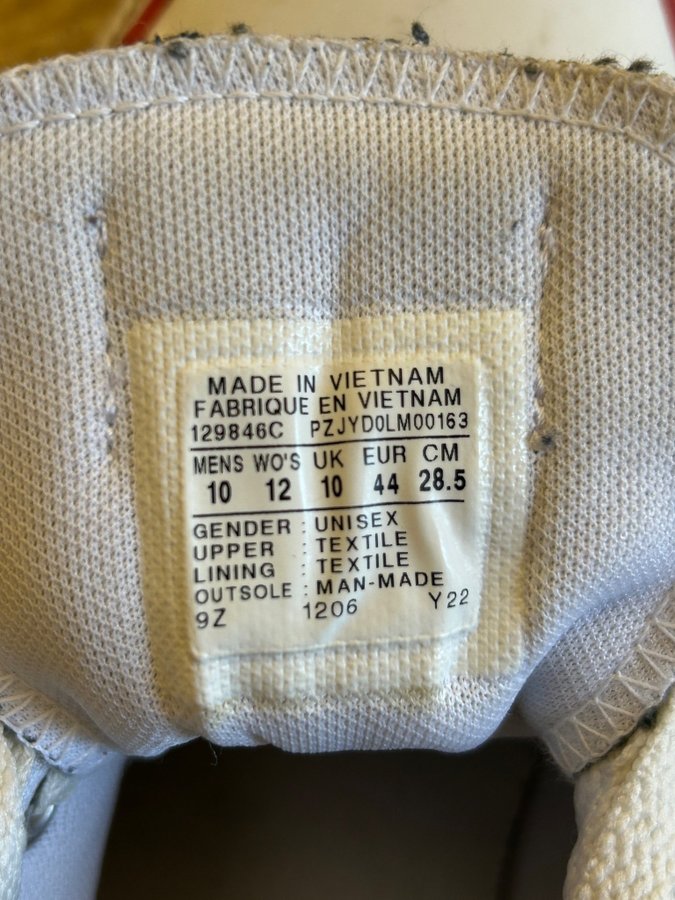 MADE IN VIETNAM
FABRIQUE EN VIETNAM
129846C PZJYD0LM00163
MENS WO'S UK EUR CM
10 12 10 44 28.5
GENDER : UNISEX
UPPER : TEXTILE
LINING : TEXTILE
OUTSOLE : MAN-MADE
9Z 1206 Y22